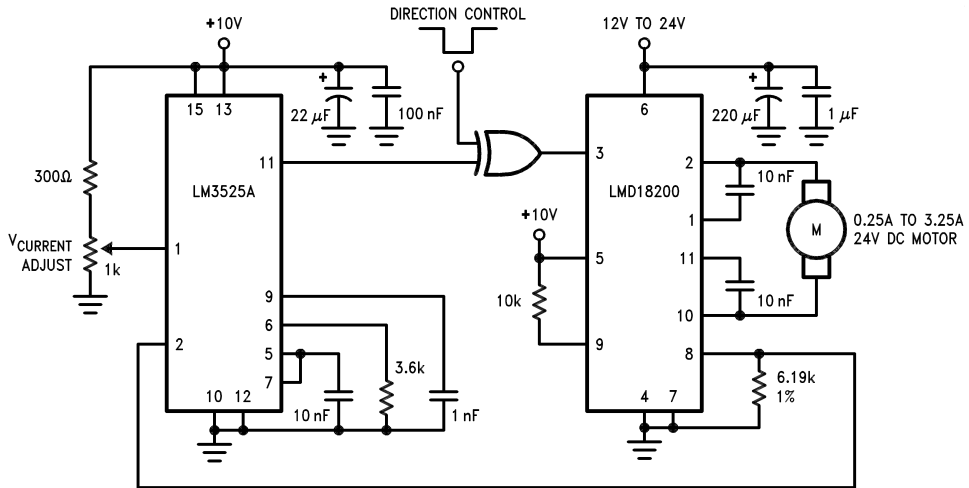 DIRECTION CONTROL
+10V
12V TO 24V
+
22 μF
100 nF
+
220 μF
1 μF
15
13
6
300Ω
11
LM3525A
3
LMD18200
2
10 nF
1
+10V
M
0.25A TO 3.25A
24V DC MOTOR
VCURRENT
ADJUST
1k
1
5
11
10k
9
10 nF
6
10
2
9
8
5
3.6k
7
6.19k
1%
10
12
10 nF
1 nF
4
7